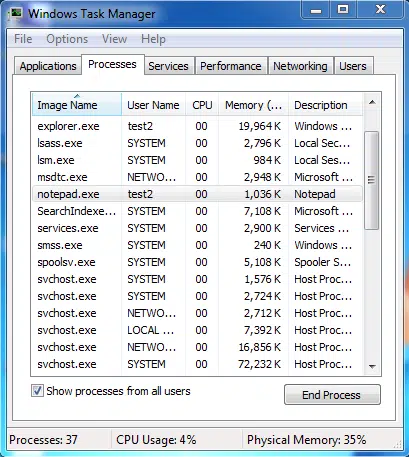 Windows Task Manager
File Options View Help
Applications Processes Services Performance Networking Users
Image Name User Name CPU Memory (... Description
explorer.exe test2 00 19,964 K Windows ...
lsass.exe SYSTEM 00 2,796 K Local Sec...
lsm.exe SYSTEM 00 984 K Local Ses...
msdtc.exe NETWO... 00 2,948 K Microsoft ...
notepad.exe test2 00 1,036 K Notepad
SearchIndexe... SYSTEM 00 7,108 K Microsoft ...
services.exe SYSTEM 00 2,900 K Services ...
smss.exe SYSTEM 00 240 K Windows ...
spoolsv.exe SYSTEM 00 5,108 K Spooler S...
svchost.exe SYSTEM 00 1,576 K Host Proc...
svchost.exe SYSTEM 00 2,724 K Host Proc...
svchost.exe NETWO... 00 2,712 K Host Proc...
svchost.exe LOCAL ... 00 7,392 K Host Proc...
svchost.exe NETWO... 00 16,856 K Host Proc...
svchost.exe SYSTEM 00 72,232 K Host Proc...
Show processes from all users End Process
Processes: 37 CPU Usage: 4% Physical Memory: 35%